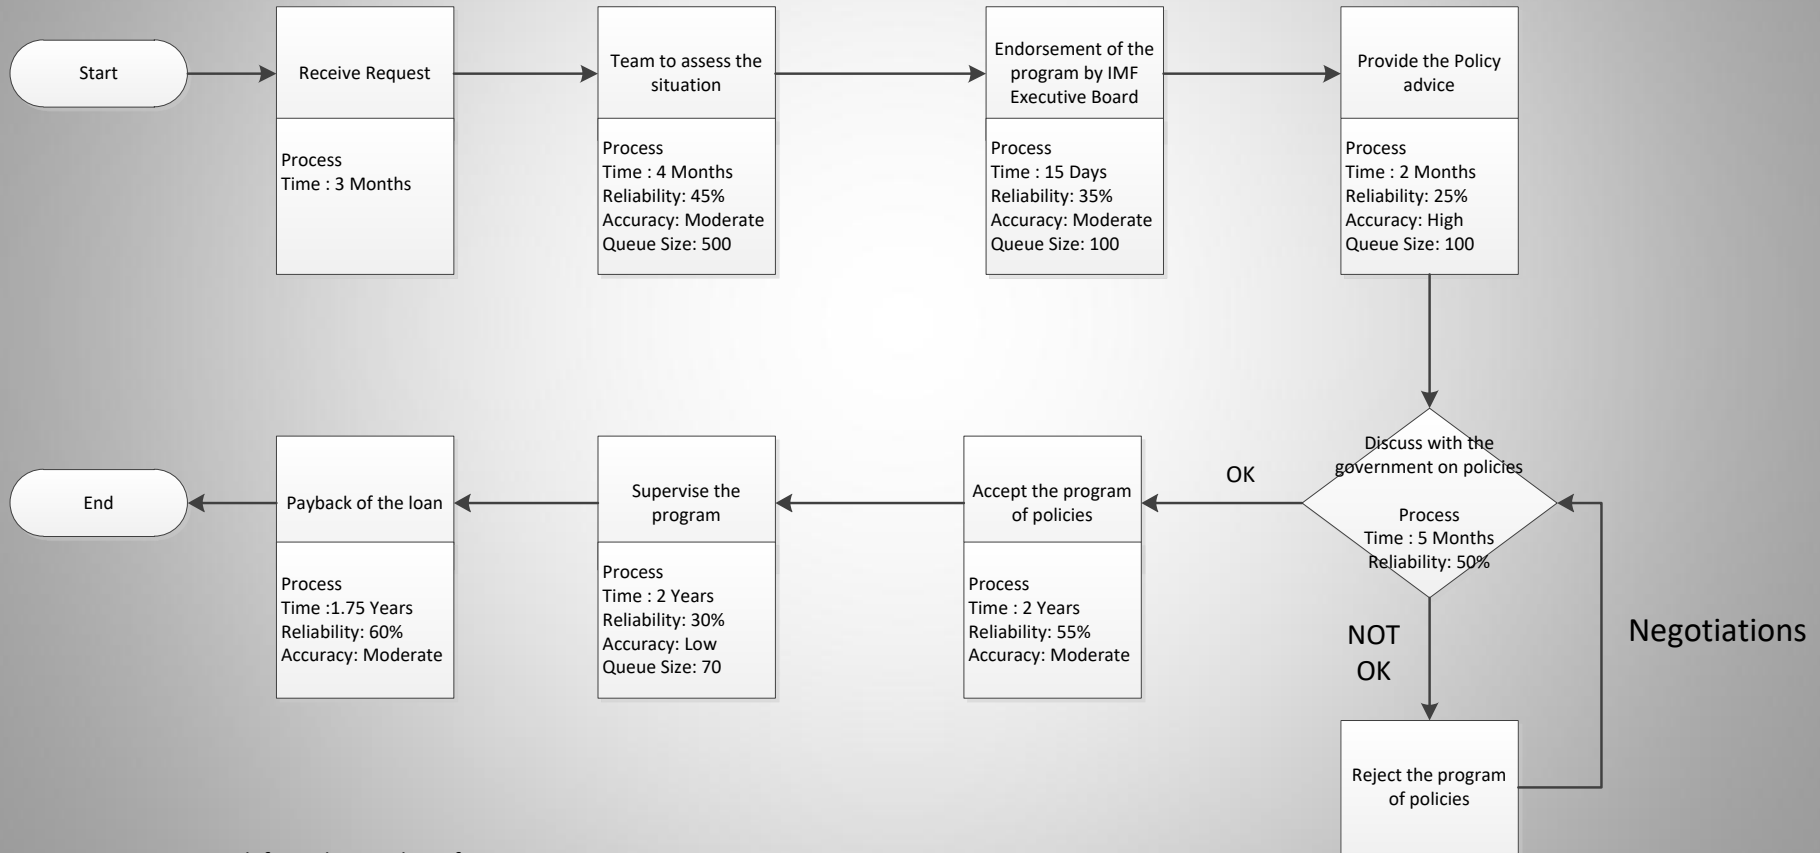 Start
Receive Request
Process
Time : 3 Months
Team to assess the
situation
Process
Time : 4 Months
Reliability: 45%
Accuracy: Moderate
Queue Size: 500
Endorsement of the
program by IMF
Executive Board
Process
Time : 15 Days
Reliability: 35%
Accuracy: Moderate
Queue Size: 100
Provide the Policy
advice
Process
Time : 2 Months
Reliability: 25%
Accuracy: High
Queue Size: 100
Discuss with the
government on policies
Process
Time : 5 Months
Reliability: 50%
OK
NOT
OK
Negotiations
Reject the program
of policies
Accept the program
of policies
Process
Time : 2 Years
Reliability: 55%
Accuracy: Moderate
Supervise the
program
Process
Time : 2 Years
Reliability: 30%
Accuracy: Low
Queue Size: 70
Payback of the loan
Process
Time :1.75 Years
Reliability: 60%
Accuracy: Moderate
End